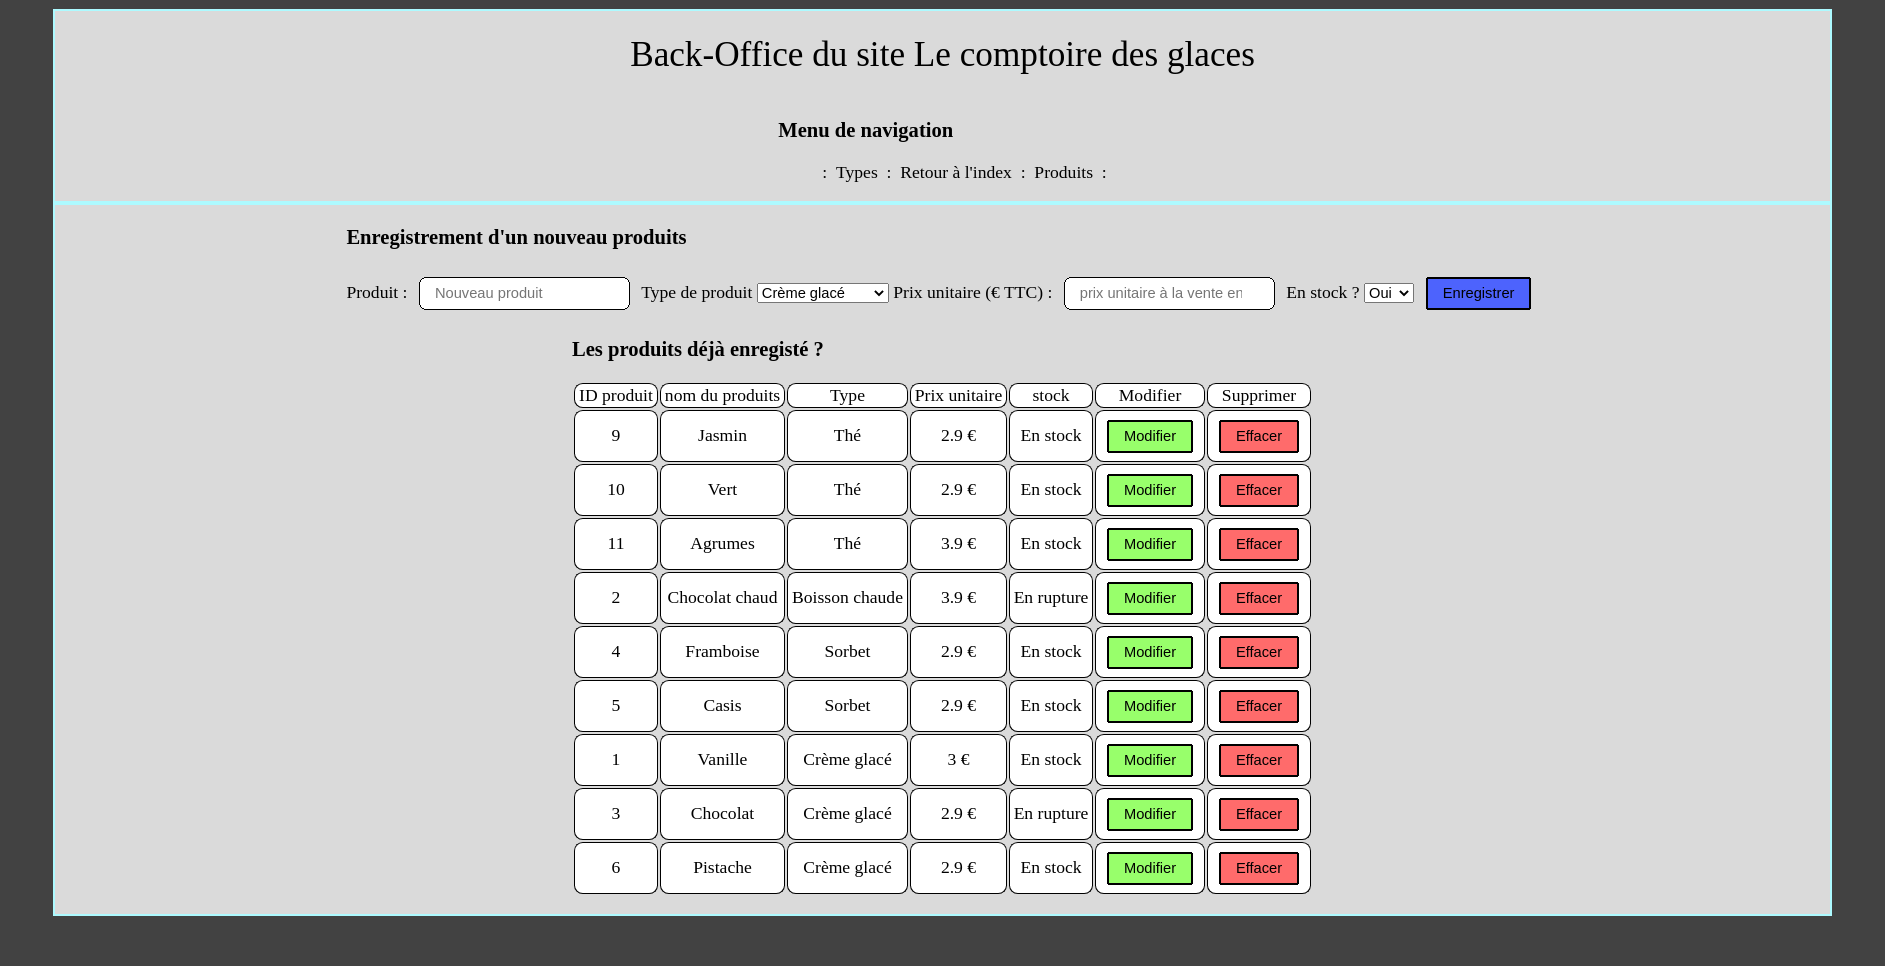 Back-Office du site Le comptoire des glaces
Menu de navigation
: Types : Retour à l'index : Produits :
Enregistrement d'un nouveau produits
Produit : Nouveau produit Type de produit Crème glacé Prix unitaire (€ TTC) : prix unitaire à la vente en En stock ? Oui Enregistrer
Les produits déjà enregisté ?
ID produit nom du produits Type Prix unitaire stock Modifier Supprimer
9 Jasmin Thé 2.9 € En stock Modifier Effacer
10 Vert Thé 2.9 € En stock Modifier Effacer
11 Agrumes Thé 3.9 € En stock Modifier Effacer
2 Chocolat chaud Boisson chaude 3.9 € En rupture Modifier Effacer
4 Framboise Sorbet 2.9 € En stock Modifier Effacer
5 Casis Sorbet 2.9 € En stock Modifier Effacer
1 Vanille Crème glacé 3 € En stock Modifier Effacer
3 Chocolat Crème glacé 2.9 € En rupture Modifier Effacer
6 Pistache Crème glacé 2.9 € En stock Modifier Effacer